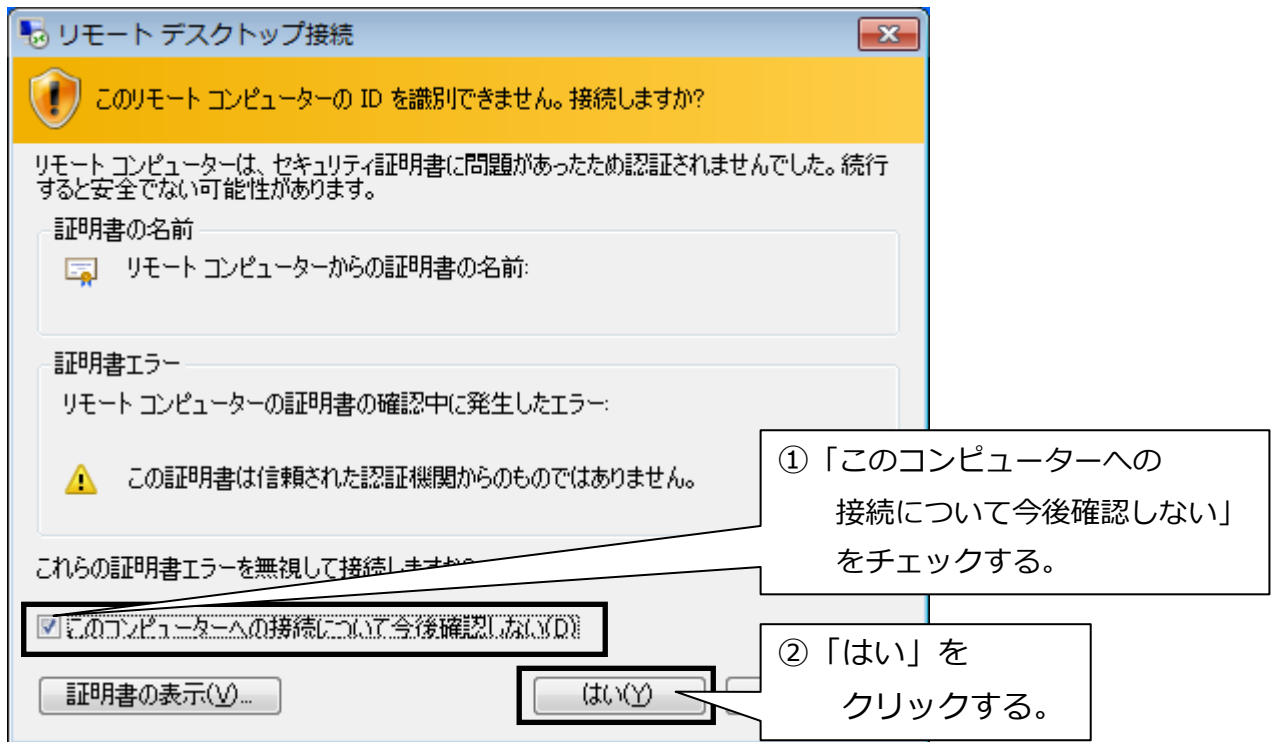 リモート デスクトップ接続
このリモート コンピューターの ID を識別できません。接続しますか?
リモート コンピューターは、セキュリティ証明書に問題があったため認証されませんでした。続行
すると安全でない可能性があります。
証明書の名前
リモート コンピューターからの証明書の名前:
証明書エラー
リモート コンピューターの証明書の確認中に発生したエラー:
この証明書は信頼された認証機関からのものではありません。
①「このコンピューターへの
接続について今後確認しない」
をチェックする。
これらの証明書エラーを無視して接続しますか?
このコンピューターへの接続について今後確認しない(D)
②「はい」を
クリックする。
証明書の表示(V)...
はい(Y)